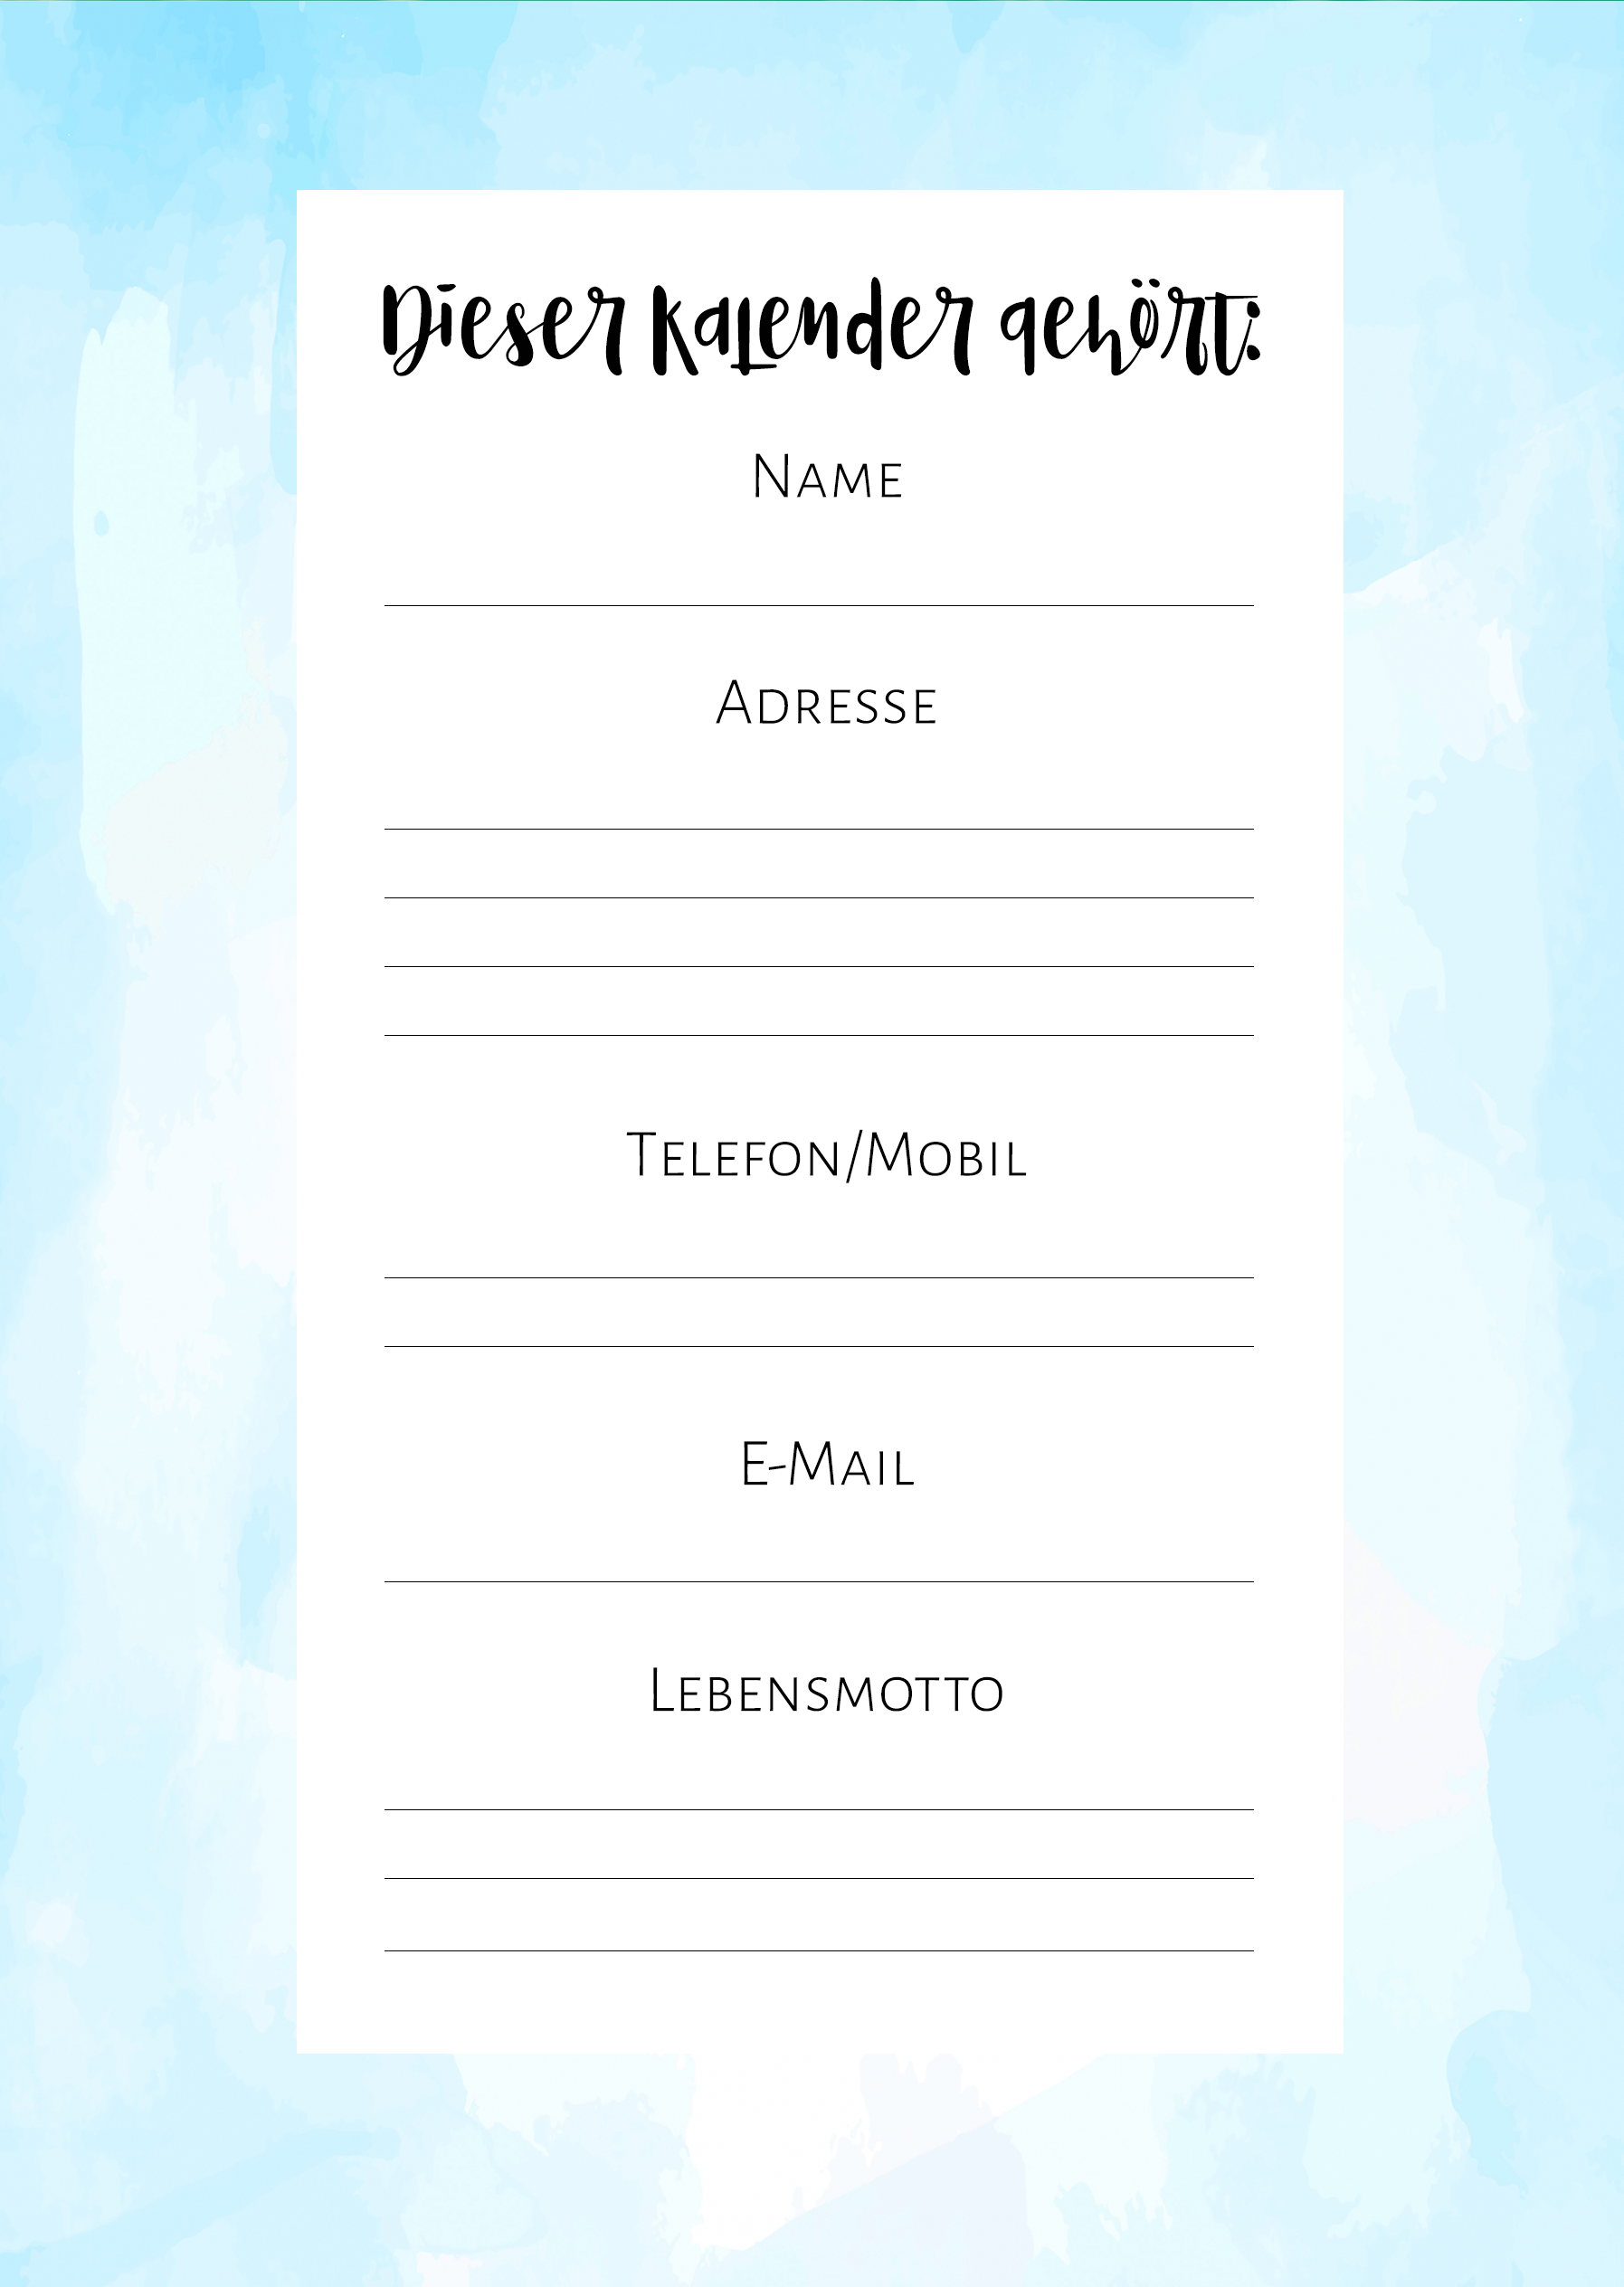 Dieser Kalender gehört:
Name
Adresse
Telefon/Mobil
E-Mail
Lebensmotto